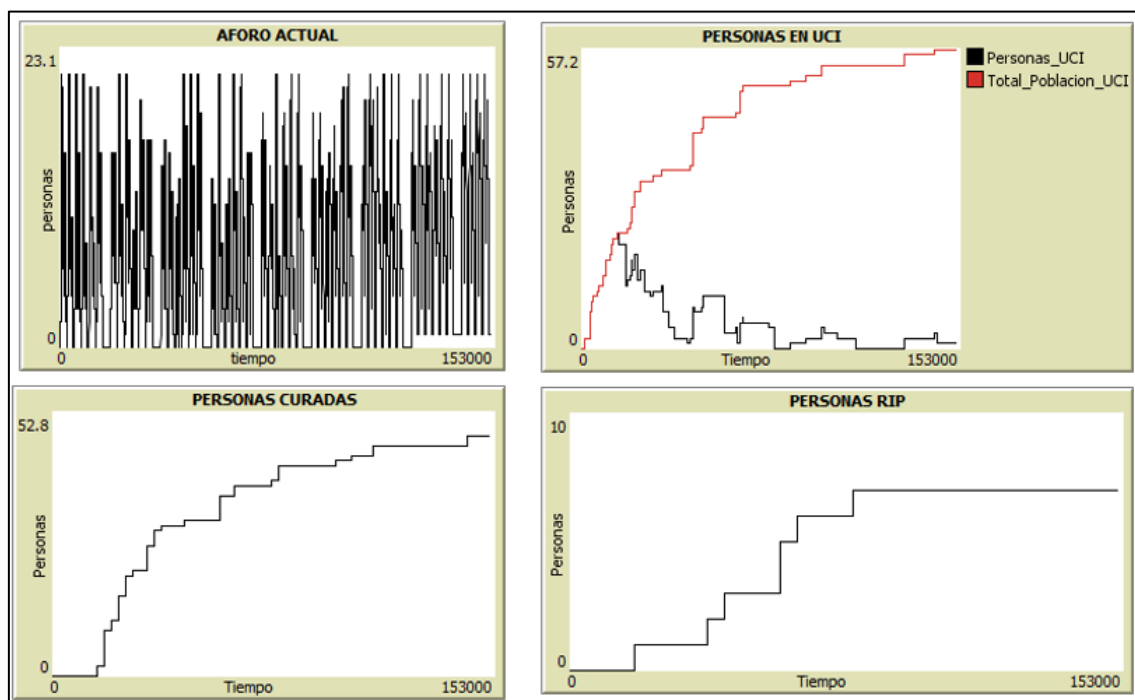 AFORO ACTUAL
23.1
personas
0
0
tiempo
153000
PERSONAS EN UCI
57.2
Personas
0
0
Tiempo
153000
Personas_UCI
Total_Poblacion_UCI
PERSONAS CURADAS
52.8
Personas
0
0
Tiempo
153000
PERSONAS RIP
10
Personas
0
0
Tiempo
153000